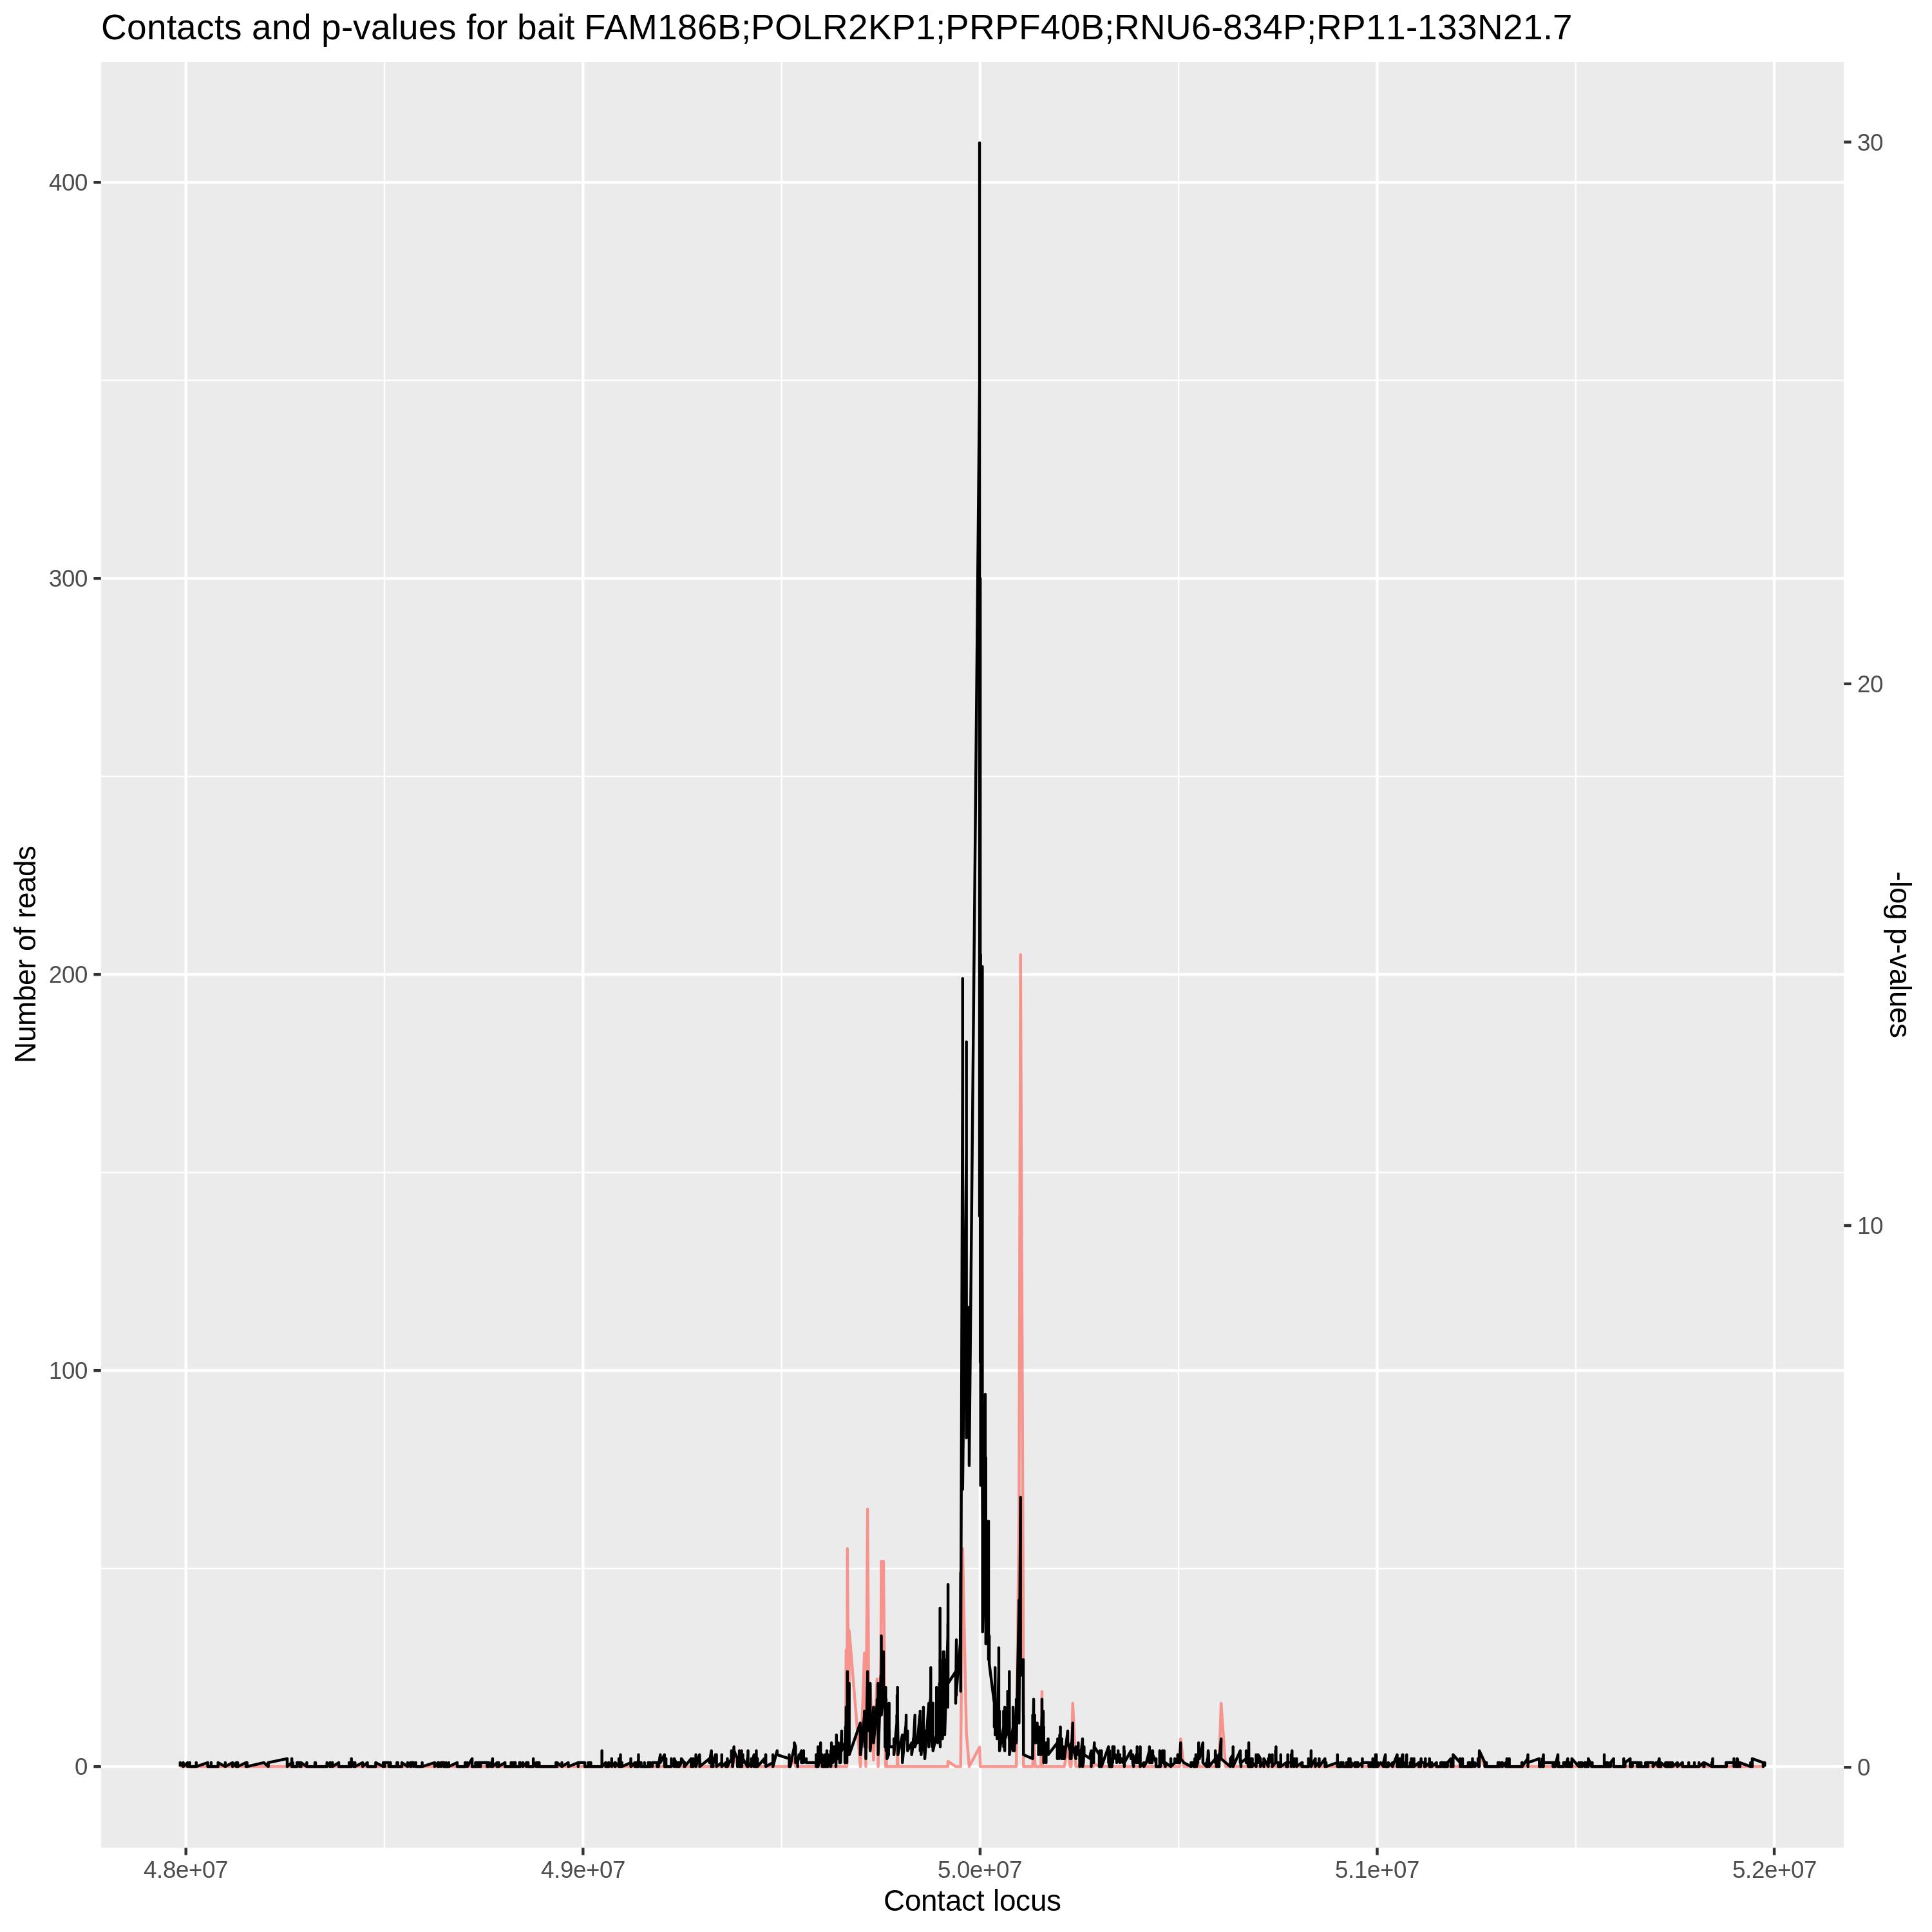 Contacts and p-values for bait FAM186B;POLR2KP1;PRPF40B;RNU6-834P;RP11-133N21.7
400
300
200
100
0
Number of reads
30
20
10
0
-log p-values
4.8e+07
4.9e+07
5.0e+07
5.1e+07
5.2e+07
Contact locus